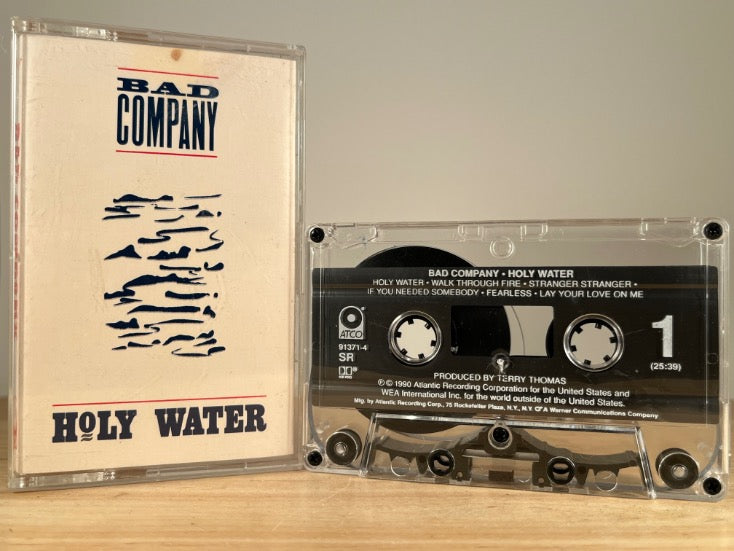 BAD
COMPANY
HOLY WATER
BAD COMPANY • HOLY WATER
HOLY WATER • WALK THROUGH FIRE • STRANGER STRANGER •
IF YOU NEEDED SOMEBODY • FEARLESS • LAY YOUR LOVE ON ME
ATCO
91371-4
SR
1
(25:39)
PRODUCED BY TERRY THOMAS
℗ © 1990 Atlantic Recording Corporation for the United States and
WEA International Inc. for the world outside of the United States.
Mfg. by Atlantic Recording Corp., 75 Rockefeller Plaza, N.Y., N.Y. A Warner Communications Company